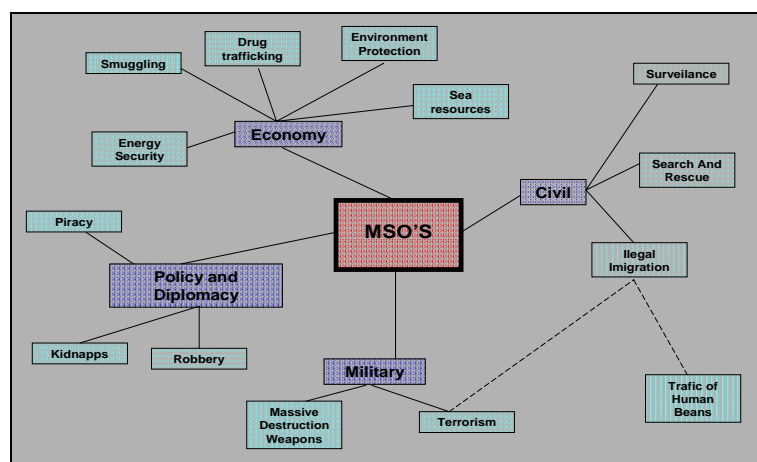 Drug
trafficking
Environment
Protection
Smuggling
Sea
resources
Surveilance
Energy
Security
Economy
Search And
Rescue
Civil
MSO'S
Piracy
Ilegal
Imigration
Policy and
Diplomacy
Kidnapps
Robbery
Military
Massive
Destruction
Weapons
Terrorism
Trafic of
Human
Beans